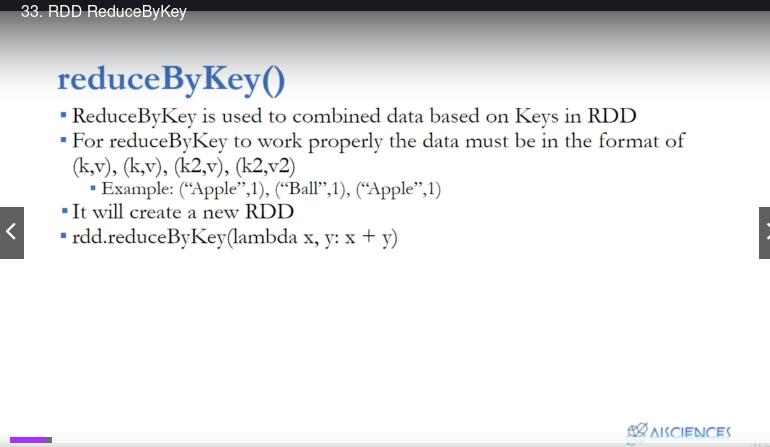 33. RDD ReduceByKey
reduceByKey()
▪ ReduceByKey is used to combined data based on Keys in RDD
▪ For reduceByKey to work properly the data must be in the format of
(k,v), (k,v), (k2,v), (k2,v2)
▪ Example: (“Apple”,1), (“Ball”,1), (“Apple”,1)
▪ It will create a new RDD
▪ rdd.reduceByKey(lambda x, y: x + y)
AISCIENCES